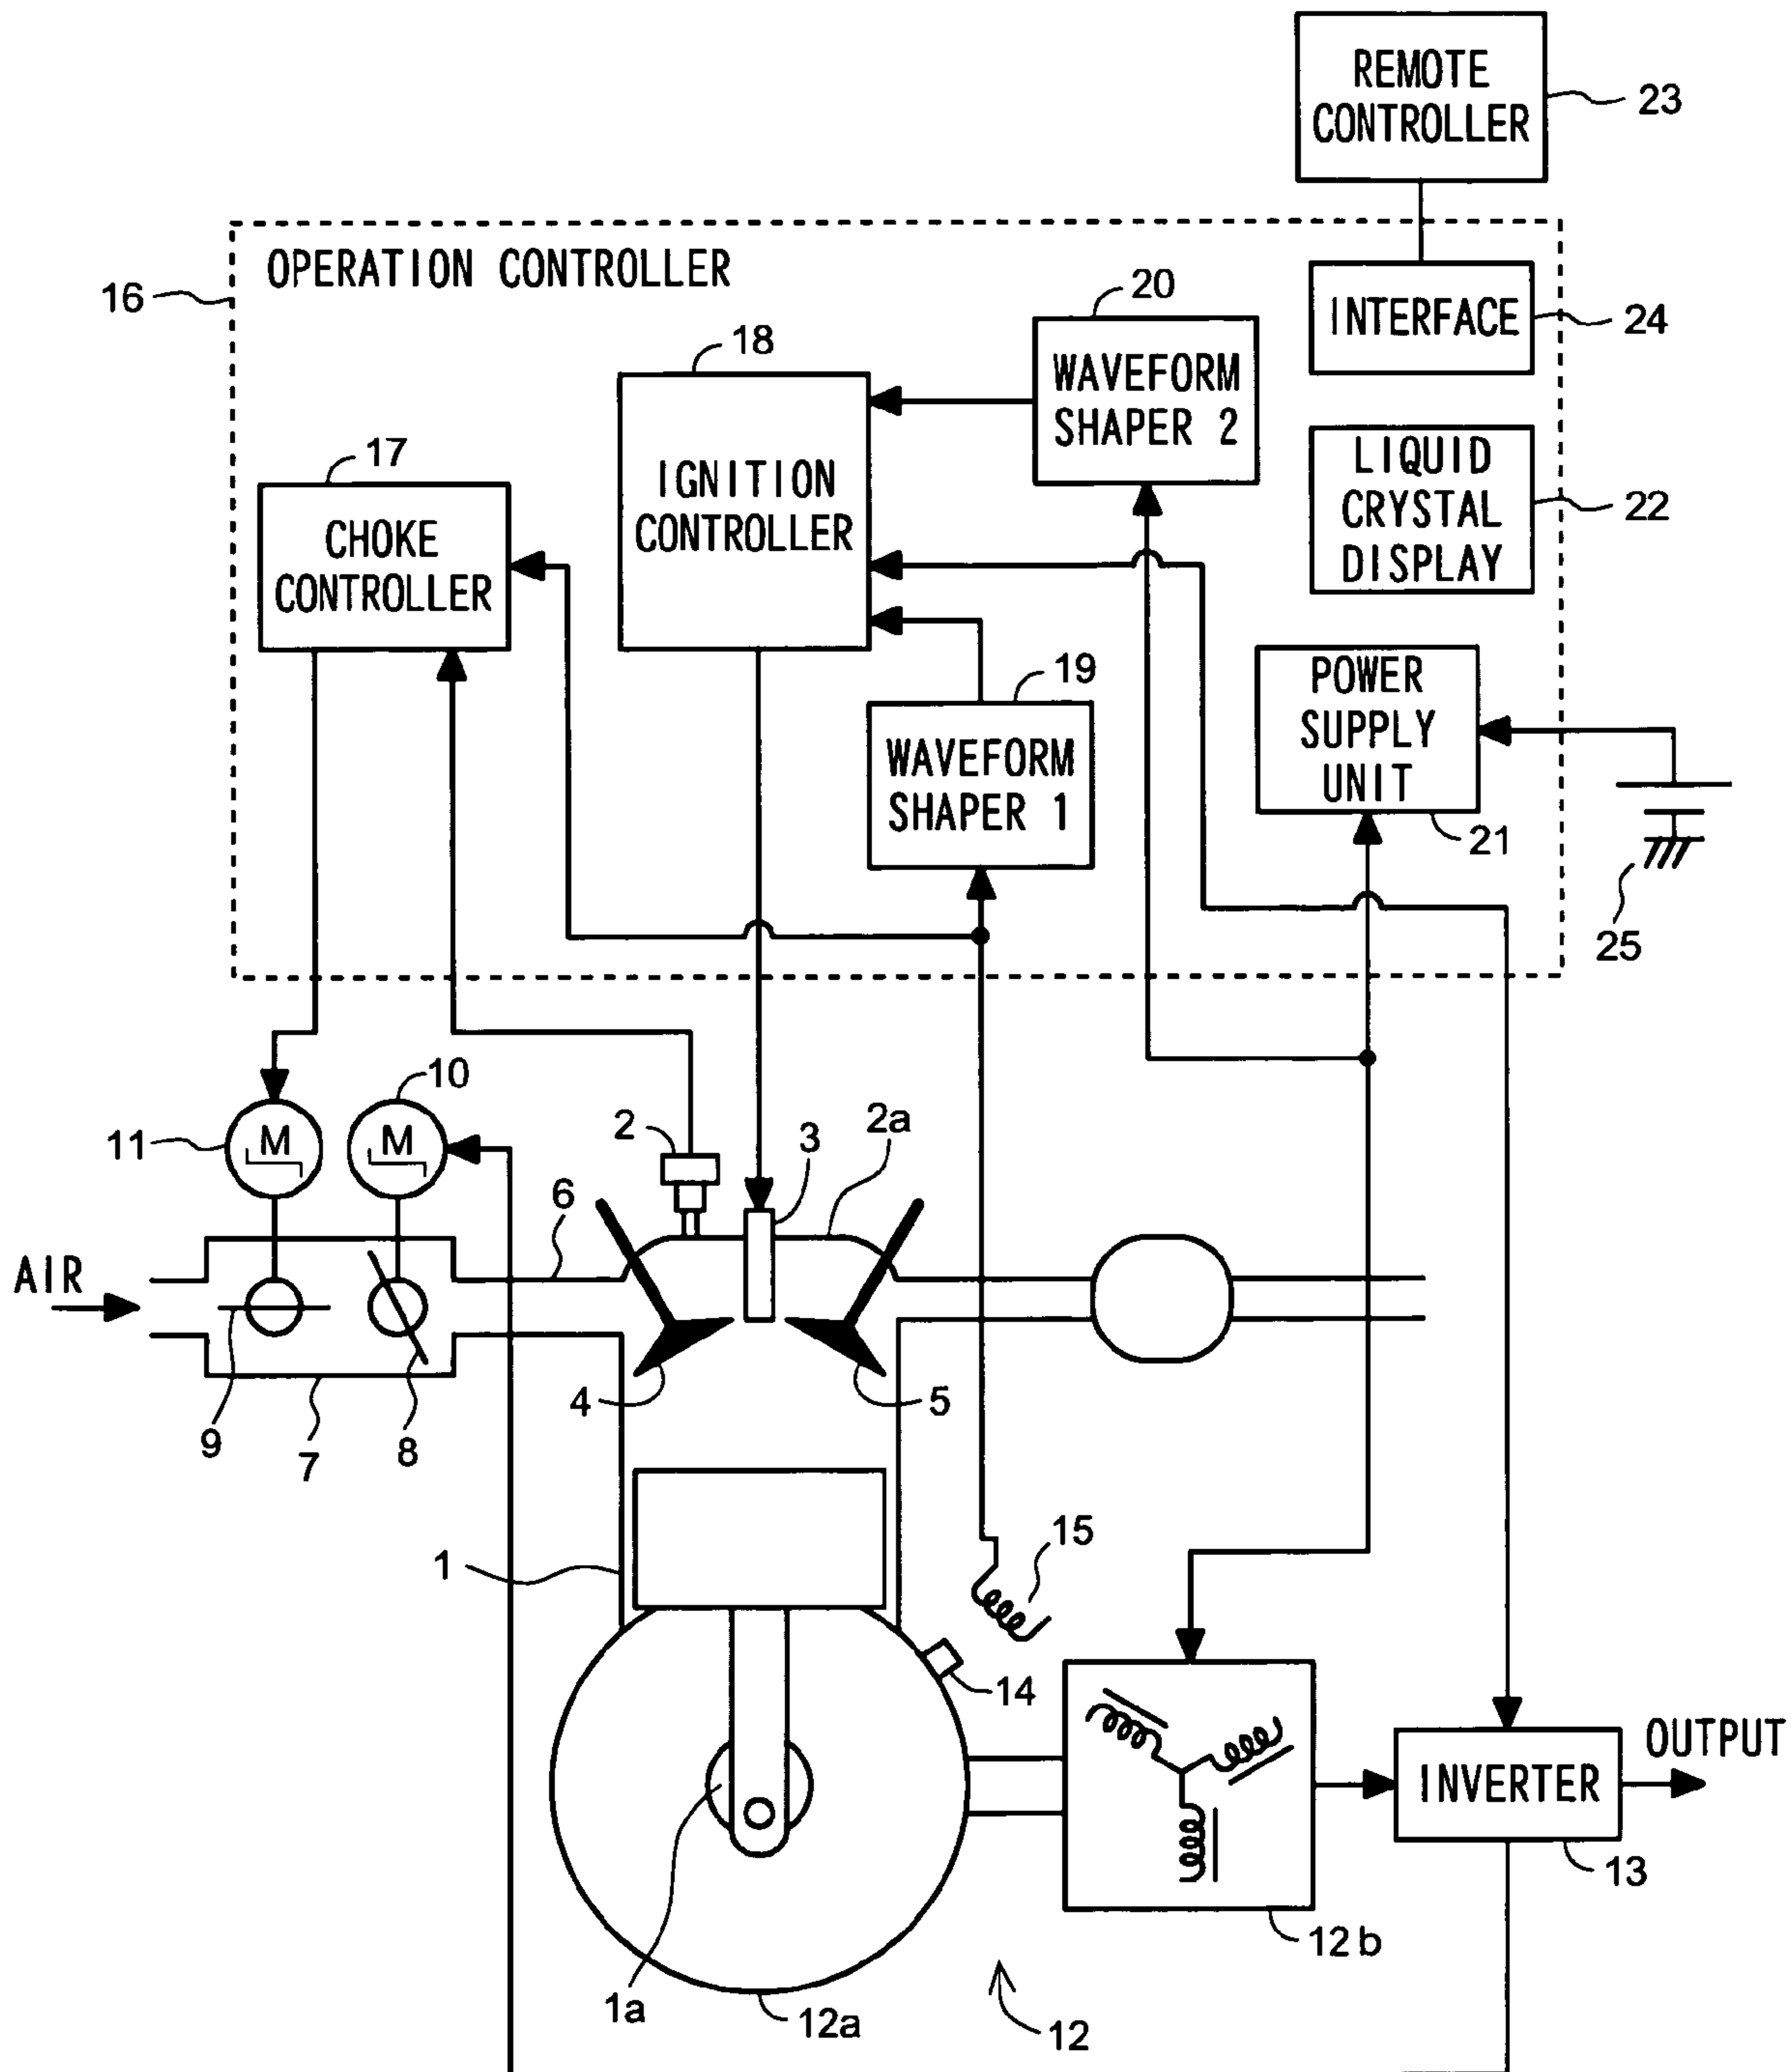 REMOTE
CONTROLLER
23
OPERATION CONTROLLER
16
INTERFACE
24
20
WAVEFORM
SHAPER 2
18
IGNITION
CONTROLLER
LIQUID
CRYSTAL
DISPLAY
22
17
CHOKE
CONTROLLER
19
WAVEFORM
SHAPER 1
POWER
SUPPLY
UNIT
21
25
10
11
M
M
2
2a
3
6
AIR
4
5
9
7
8
15
1
14
OUTPUT
INVERTER
13
12b
1a
12a
12